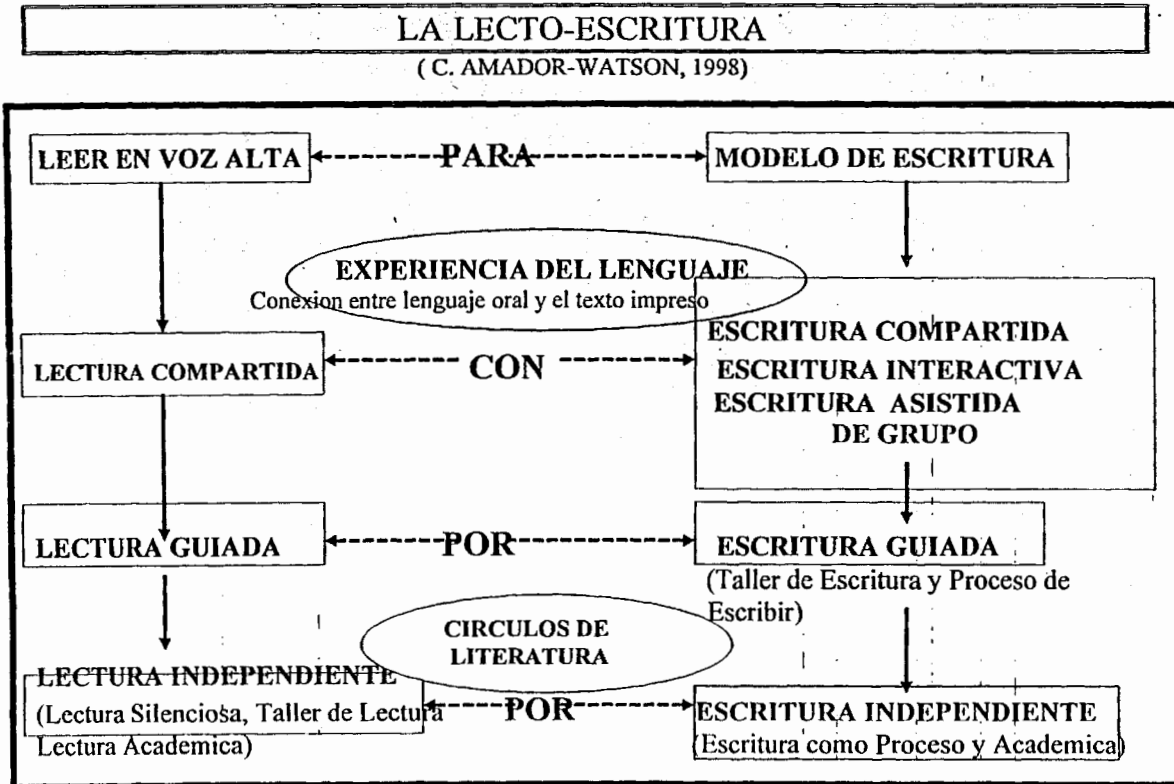 LA LECTO-ESCRITURA
( C. AMADOR-WATSON, 1998)
LEER EN VOZ ALTA
PARA
MODELO DE ESCRITURA
EXPERIENCIA DEL LENGUAJE
Conexion entre lenguaje oral y el texto impreso
LECTURA COMPARTIDA
CON
ESCRITURA COMPARTIDA
ESCRITURA INTERACTIVA
ESCRITURA ASISTIDA
DE GRUPO
LECTURA GUIADA
POR
ESCRITURA GUIADA
(Taller de Escritura y Proceso de
Escribir)
CIRCULOS DE
LITERATURA
LECTURA INDEPENDIENTE
(Lectura Silenciosa, Taller de Lectura
Lectura Academica)
POR
ESCRITURA INDEPENDIENTE
(Escritura como Proceso y Academica)